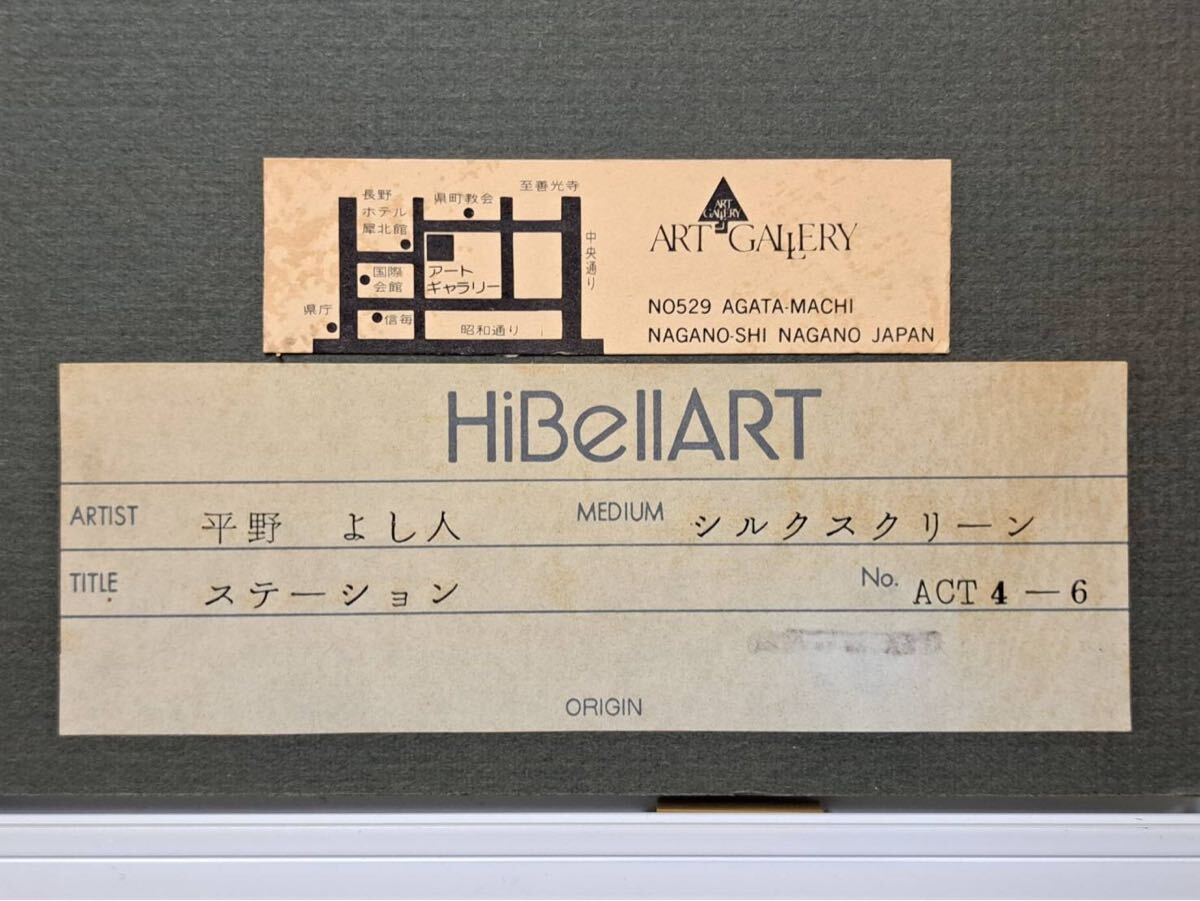 至善光寺
長野
ホテル
犀北館
県町教会
中央通り
国際
会館
アート
ギャラリー
県庁
信毎
昭和通り
ART
GALLERY
ART GALLERY
NO529 AGATA-MACHI
NAGANO-SHI NAGANO JAPAN
HiBellART
ARTIST 平野 よし人 MEDIUM シルクスクリーン
TITLE ステーション No. ACT 4-6
ORIGIN